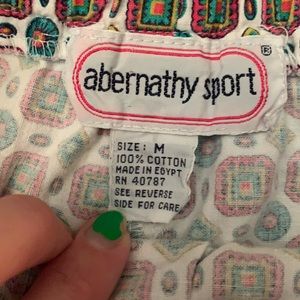 ®
abernathy sport
SIZE: M
100% COTTON
MADE IN EGYPT
RN 40787
SEE REVERSE
SIDE FOR CARE